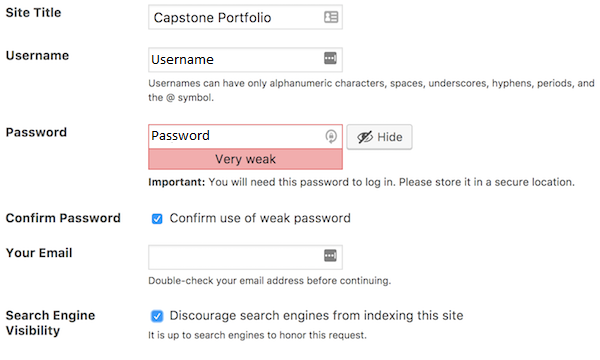 Site Title
Capstone Portfolio
Username
Username
Usernames can have only alphanumeric characters, spaces, underscores, hyphens, periods, and
the @ symbol.
Password
Password
Hide
Very weak
Important: You will need this password to log in. Please store it in a secure location.
Confirm Password
Confirm use of weak password
Your Email
Double-check your email address before continuing.
Search Engine
Visibility
Discourage search engines from indexing this site
It is up to search engines to honor this request.